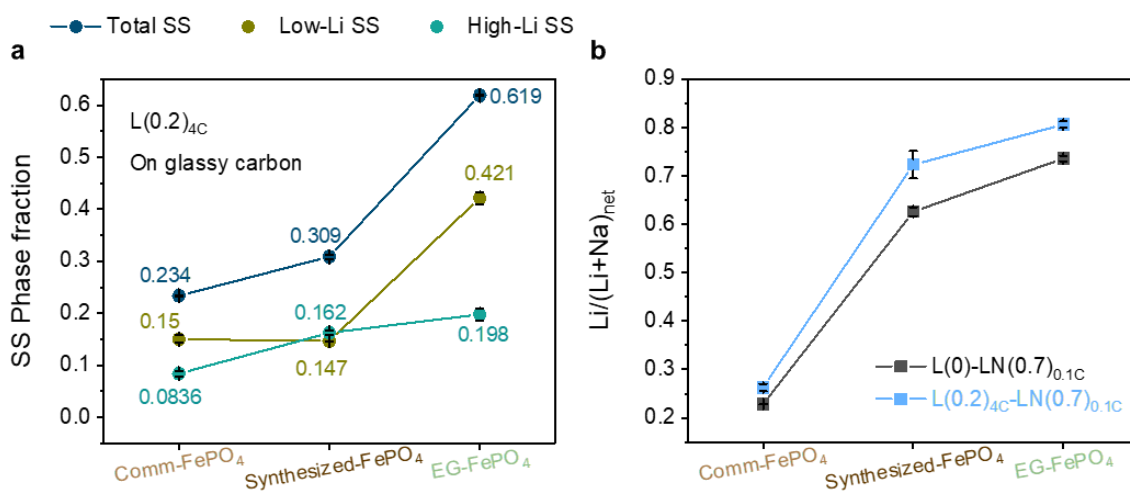 Total SS Low-Li SS High-Li SS
a
SS Phase fraction
0.6
0.5
0.4
0.3
0.2
0.1
0.0
L(0.2)4C
On glassy carbon
0.619
0.421
0.309
0.234
0.162
0.15
0.198
0.147
0.0836
Comm-FePO4
Synthesized-FePO4
EG-FePO4
b
Li/(Li+Na)net
0.9
0.8
0.7
0.6
0.5
0.4
0.3
0.2
L(0)-LN(0.7)0.1C
L(0.2)4C-LN(0.7)0.1C
Comm-FePO4
Synthesized-FePO4
EG-FePO4